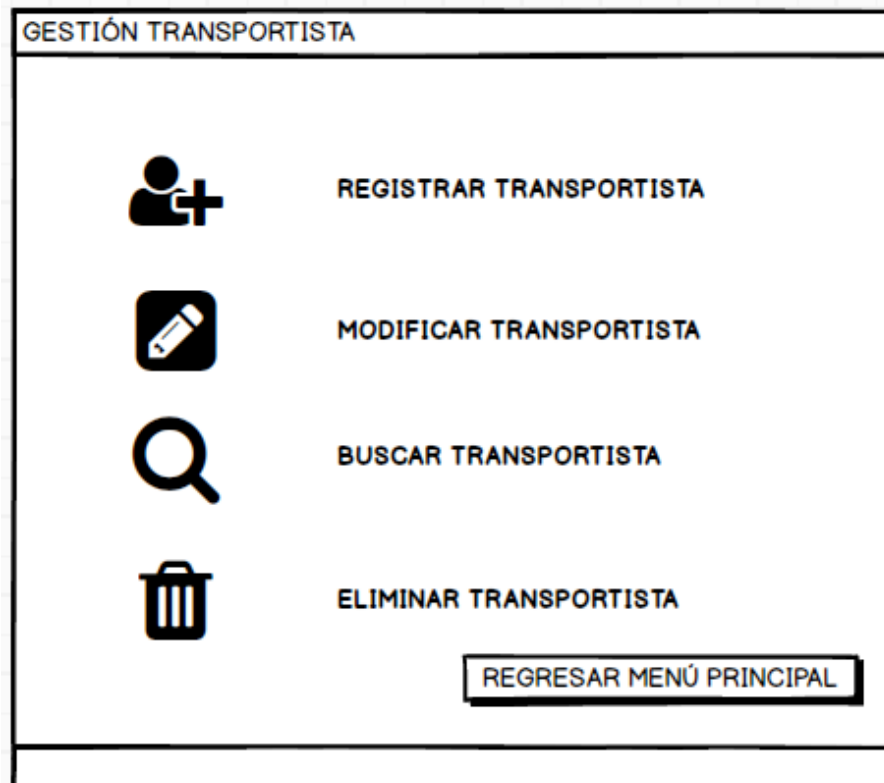 GESTIÓN TRANSPORTISTA
REGISTRAR TRANSPORTISTA
MODIFICAR TRANSPORTISTA
BUSCAR TRANSPORTISTA
ELIMINAR TRANSPORTISTA
REGRESAR MENÚ PRINCIPAL